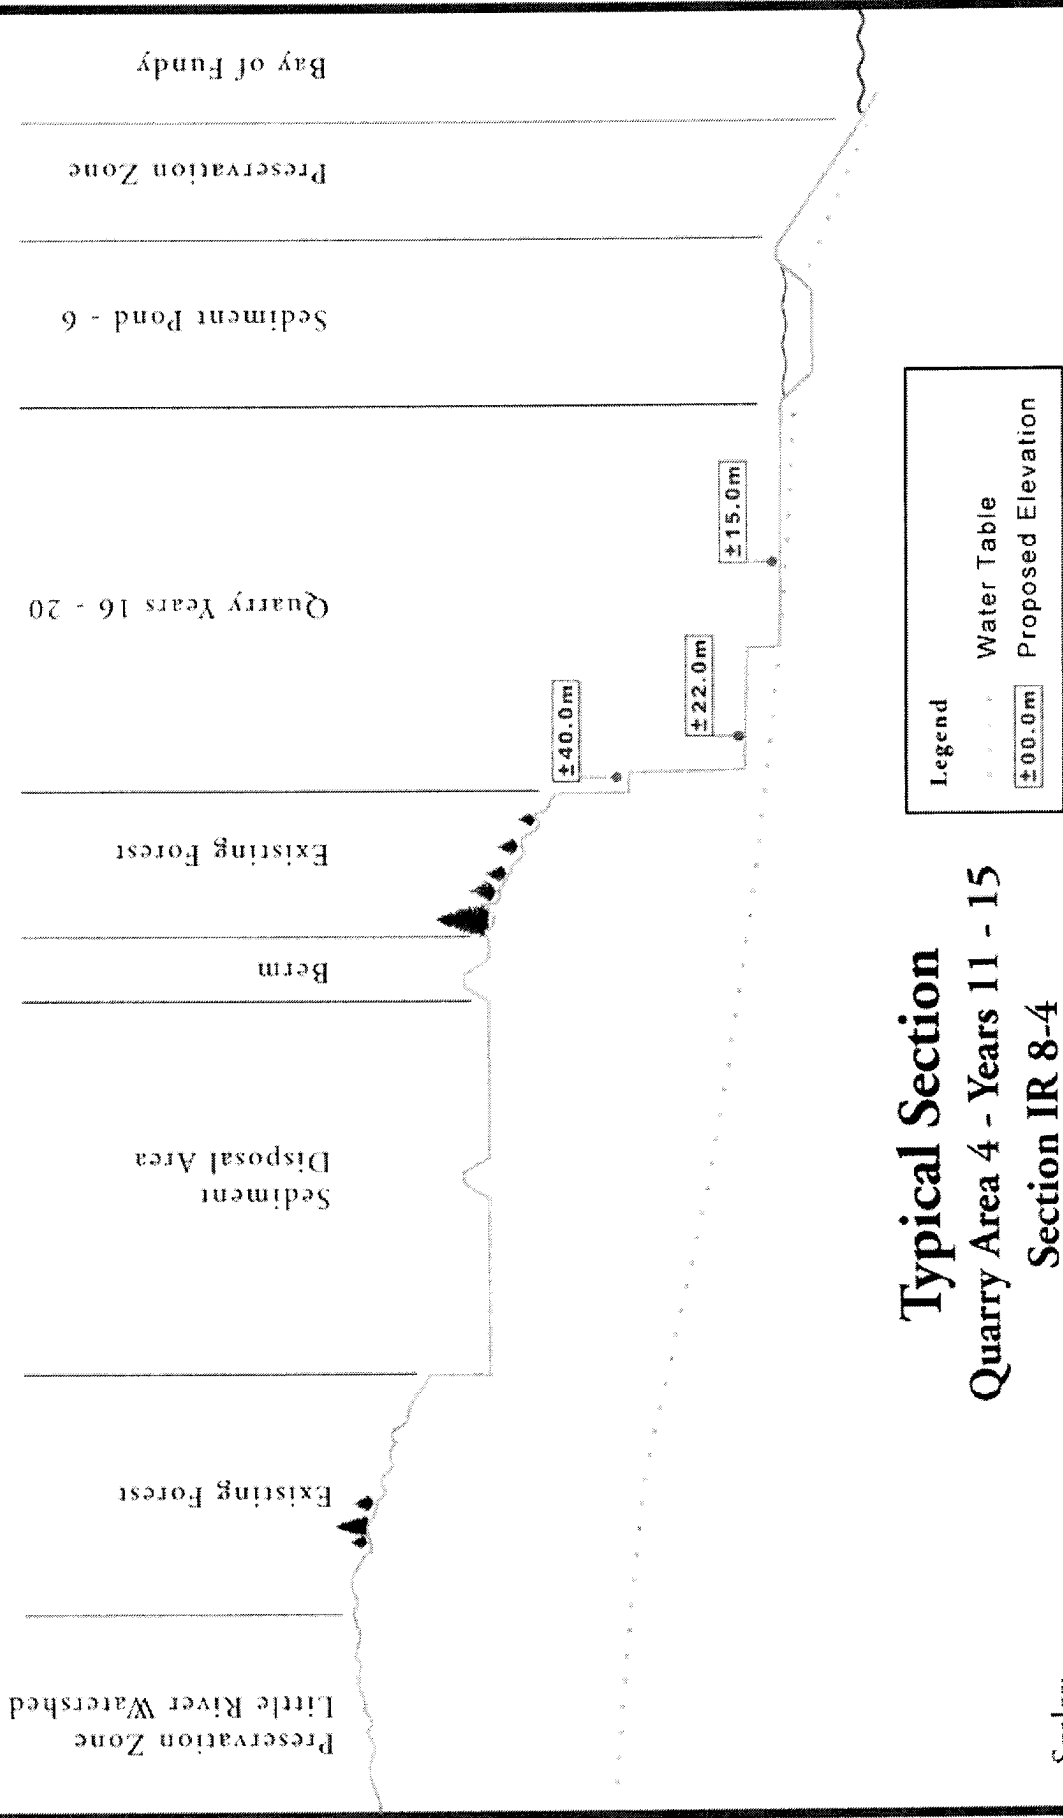 Preservation Zone
Little River Watershed
Existing Forest
Sediment
Disposal Area
Berm
Existing Forest
Quarry Years 16 - 20
Sediment Pond - 6
Preservation Zone
Bay of Fundy
±40.0m
±22.0m
±15.0m
Typical Section
Quarry Area 4 - Years 11 - 15
Section IR 8-4
Legend
Water Table
±00.0m Proposed Elevation